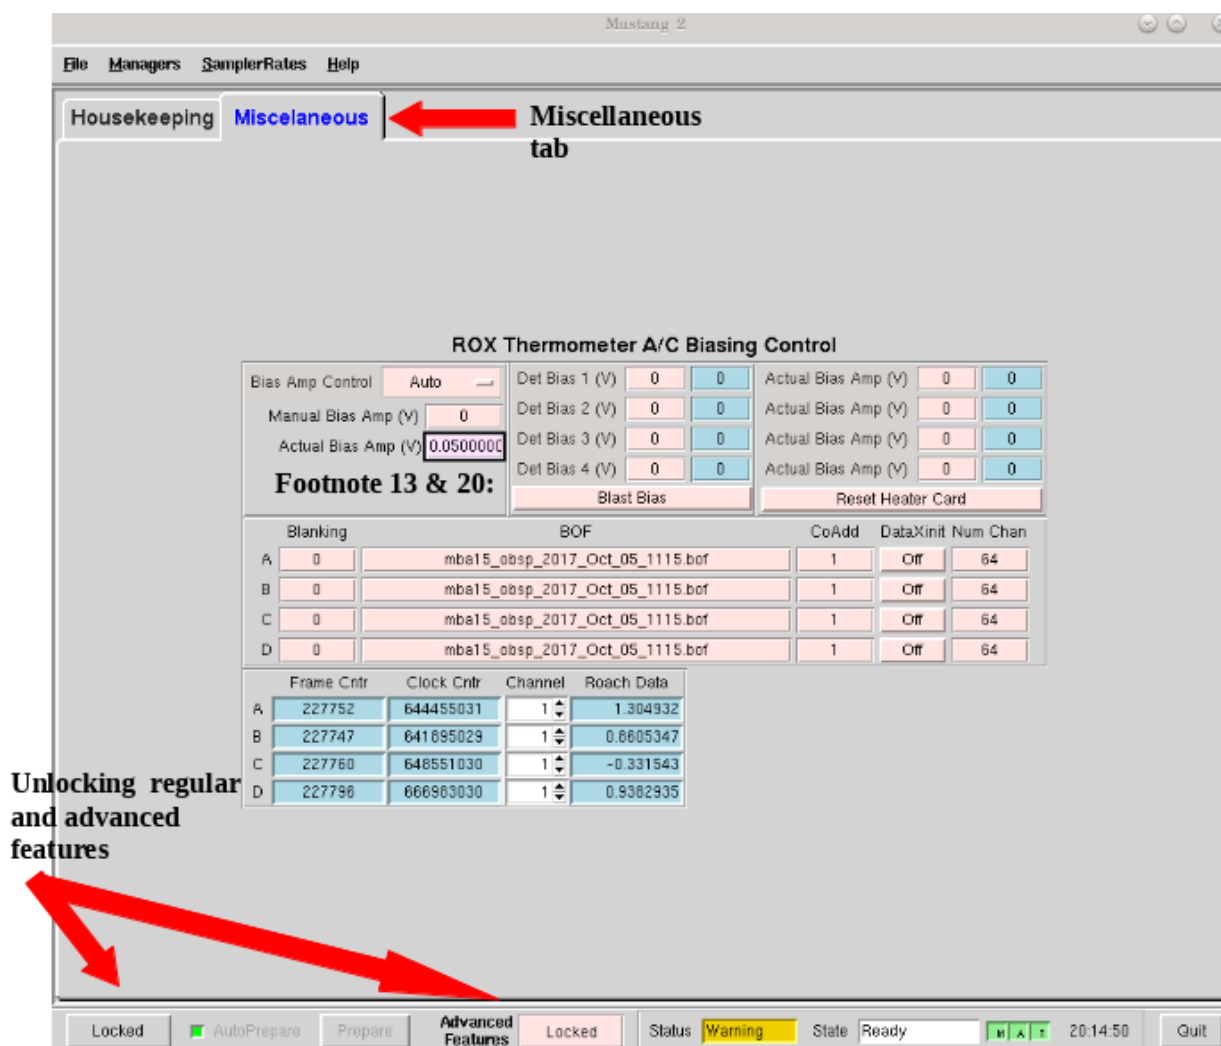 Mustang 2
File Managers SamplerRates Help
Housekeeping Miscelaneous Miscellaneous
tab
ROX Thermometer A/C Biasing Control
Bias Amp Control Auto Det Bias 1 (V) 0 0 Actual Bias Amp (V) 0 0
Manual Bias Amp (V) 0 Det Bias 2 (V) 0 0 Actual Bias Amp (V) 0 0
Actual Bias Amp (V) 0.0500000 Det Bias 3 (V) 0 0 Actual Bias Amp (V) 0 0
Footnote 13 & 20: Det Bias 4 (V) 0 0 Actual Bias Amp (V) 0 0
Blast Bias Reset Heater Card
Blanking BOF CoAdd DataXinit Num Chan
A 0 mba15_obsp_2017_Oct_05_1115.bof 1 Off 64
B 0 mba15_obsp_2017_Oct_05_1115.bof 1 Off 64
C 0 mba15_obsp_2017_Oct_05_1115.bof 1 Off 64
D 0 mba15_obsp_2017_Oct_05_1115.bof 1 Off 64
Frame Cntr Clock Cntr Channel Roach Data
A 227752 644455031 1 1.304932
B 227747 641895029 1 0.8605347
C 227760 648551030 1 -0.331543
D 227796 666983030 1 0.9382935
Unlocking regular
and advanced
features
Locked AutoPrepare Prepare Advanced Features Locked Status Warning State Ready M A T 20:14:50 Quit